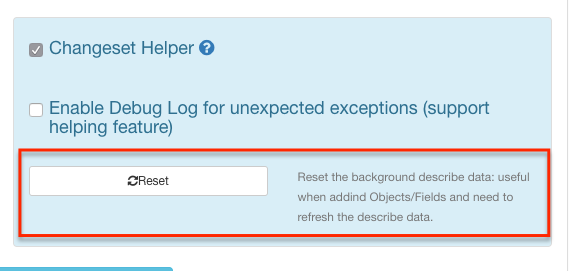 Changeset Helper ?
Enable Debug Log for unexpected exceptions (support
helping feature)
Reset
Reset the background describe data: useful
when addind Objects/Fields and need to
refresh the describe data.